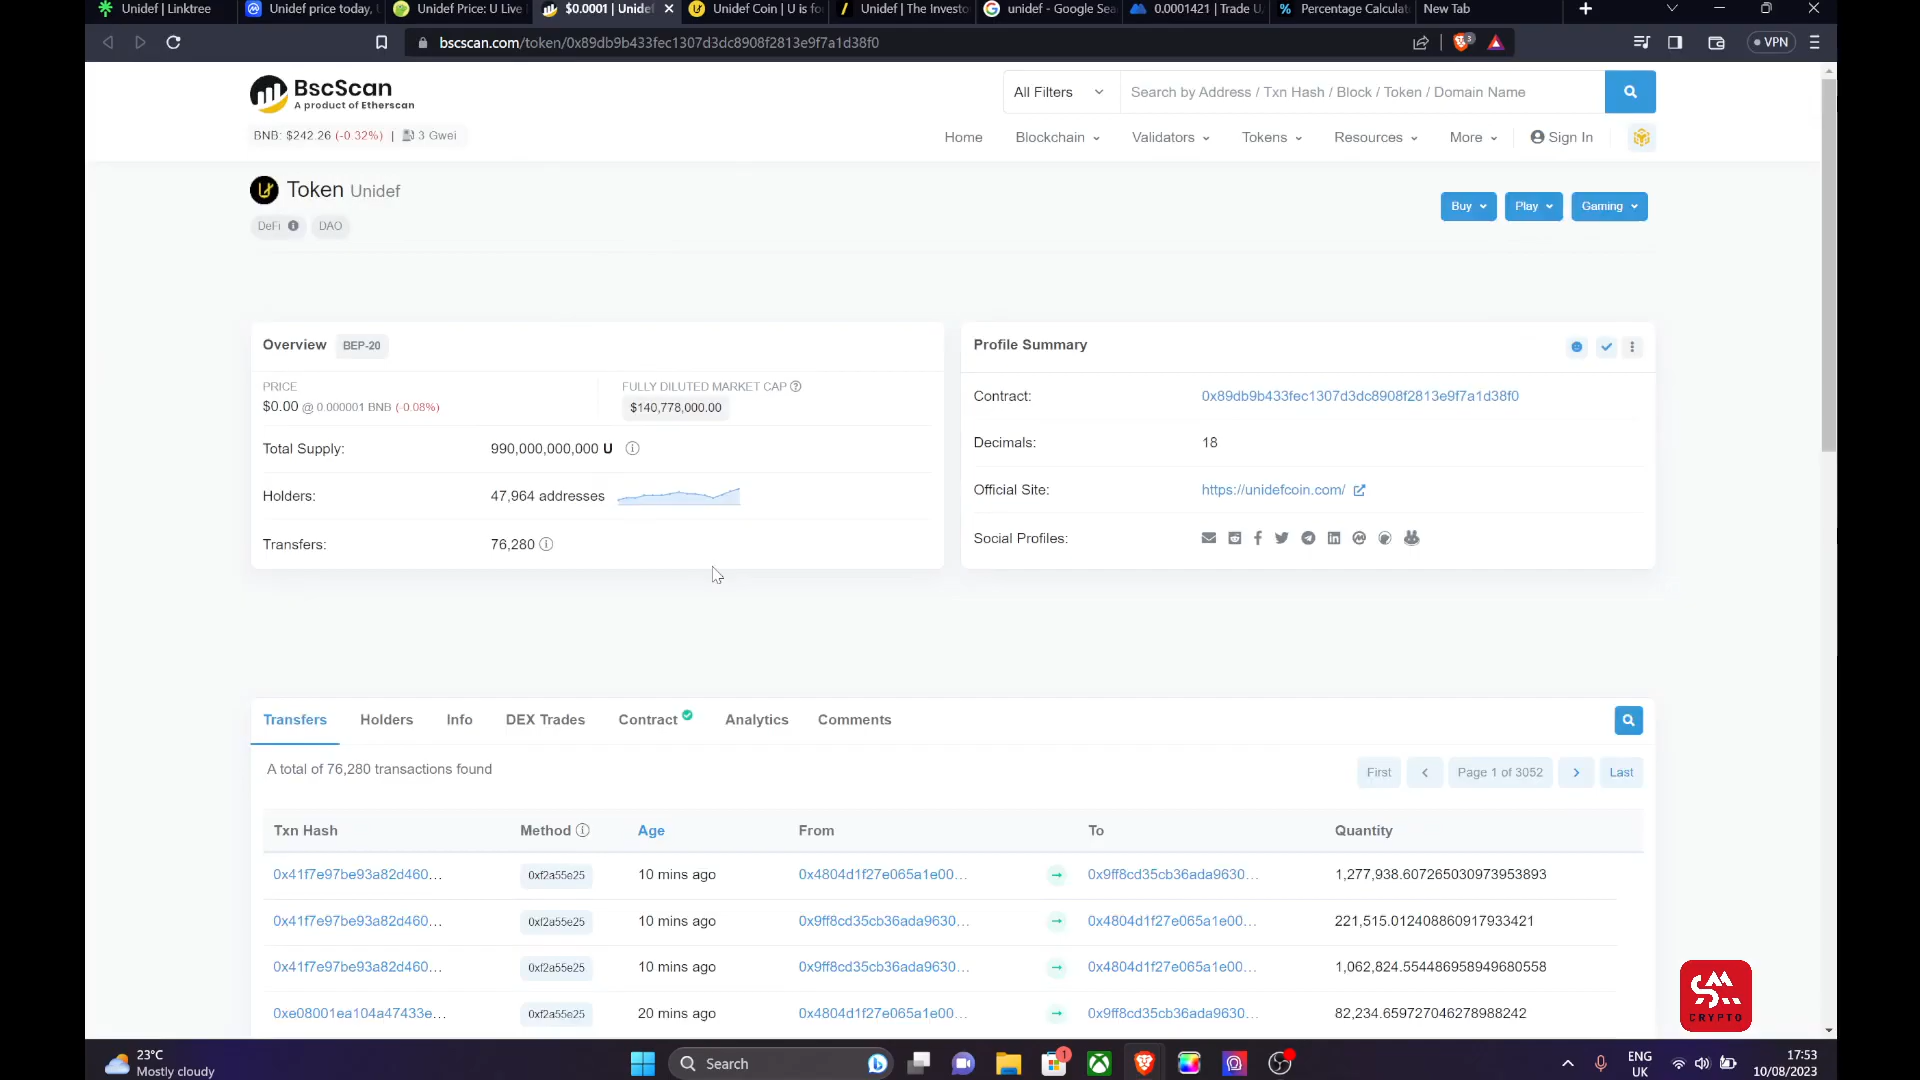 Unidef | Linktree
Unidef price today,
Unidef Price: U Live
$0.0001 | Unidef
Unidef Coin | U is fo
Unidef | The Investo
unidef - Google Sea
0.0001421 | Trade U
Percentage Calculat
New Tab
bscscan.com/token/0x89db9b433fec1307d3dc8908f2813e9f7a1d38f0
3
VPN
BscScan
A product of Etherscan
All Filters
Search by Address / Txn Hash / Block / Token / Domain Name
BNB: $242.26 (-0.32%) | 3 Gwei
Home
Blockchain
Validators
Tokens
Resources
More
Sign In
Token Unidef
Buy
Play
Gaming
DeFi
DAO
Overview BEP-20
PRICE
$0.00 @ 0.000001 BNB (-0.08%)
FULLY DILUTED MARKET CAP
$140,778,000.00
Total Supply: 990,000,000,000 U
Holders: 47,964 addresses
Transfers: 76,280
Profile Summary
Contract: 0x89db9b433fec1307d3dc8908f2813e9f7a1d38f0
Decimals: 18
Official Site: https://unidefcoin.com/
Social Profiles:
Transfers
Holders
Info
DEX Trades
Contract
Analytics
Comments
A total of 76,280 transactions found
First
Page 1 of 3052
Last
Txn Hash Method Age From To Quantity
0x41f7e97be93a82d460... 0xf2a55e25 10 mins ago 0x4804d1f27e065a1e00... 0x9ff8cd35cb36ada9630... 1,277,938.607265030973953893
0x41f7e97be93a82d460... 0xf2a55e25 10 mins ago 0x9ff8cd35cb36ada9630... 0x4804d1f27e065a1e00... 221,515.012408860917933421
0x41f7e97be93a82d460... 0xf2a55e25 10 mins ago 0x9ff8cd35cb36ada9630... 0x4804d1f27e065a1e00... 1,062,824.554486958949680558
0xe08001ea104a47433e... 0xf2a55e25 20 mins ago 0x4804d1f27e065a1e00... 0x9ff8cd35cb36ada9630... 82,234.659727046278988242
SM
CRYPTO
23°C
Mostly cloudy
Search
1
ENG
UK
17:53
10/08/2023